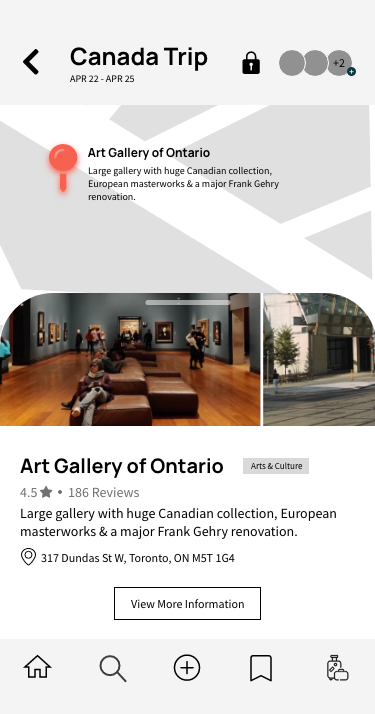 Canada Trip
APR 22 - APR 25
+2
Art Gallery of Ontario
Large gallery with huge Canadian collection,
European masterworks & a major Frank Gehry
renovation.
Art Gallery of Ontario
Arts & Culture
4.5 ★ • 186 Reviews
Large gallery with huge Canadian collection, European
masterworks & a major Frank Gehry renovation.
317 Dundas St W, Toronto, ON M5T 1G4
View More Information